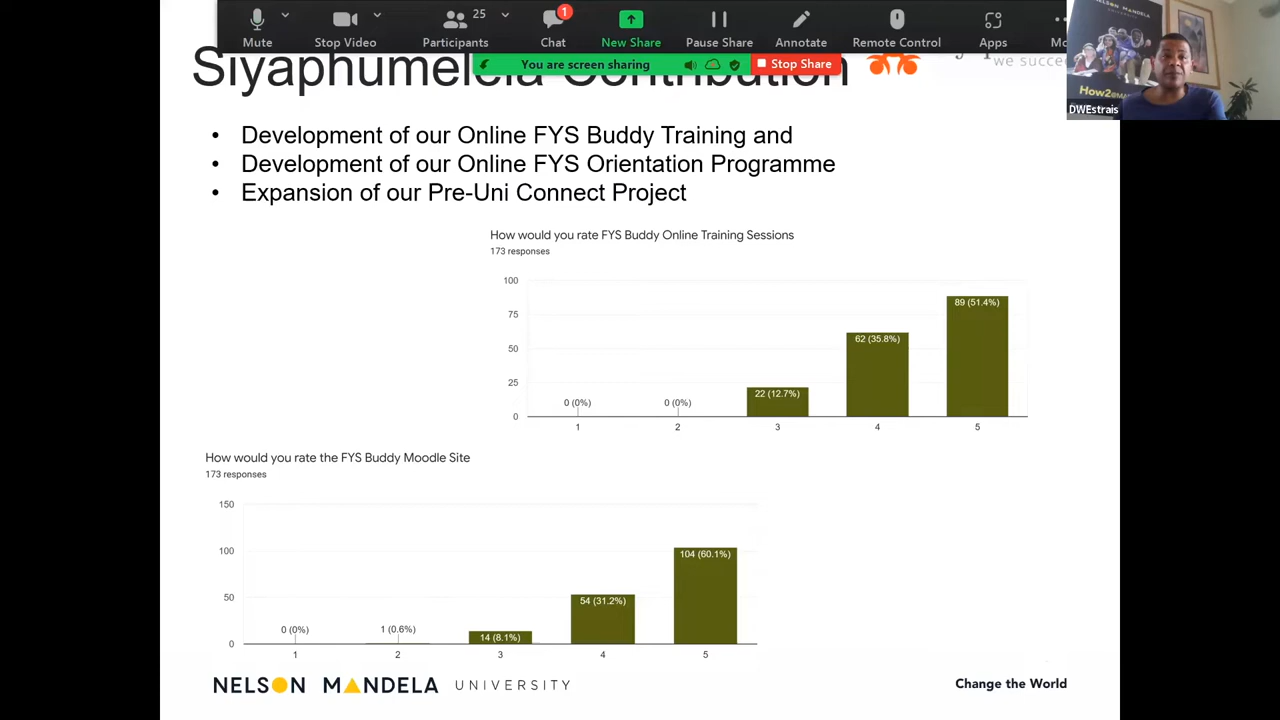 Mute
Stop Video
Participants
25
Chat
1
New Share
Pause Share
Annotate
Remote Control
Apps
You are screen sharing
Stop Share
we
NELSON MANDELA
How2
DWEstrais
Siyaphumelela Contribution
• Development of our Online FYS Buddy Training and
• Development of our Online FYS Orientation Programme
• Expansion of our Pre-Uni Connect Project
How would you rate FYS Buddy Online Training Sessions
173 responses
100
75
50
25
0
0 (0%)
0 (0%)
22 (12.7%)
62 (35.8%)
89 (51.4%)
1
2
3
4
5
How would you rate the FYS Buddy Moodle Site
173 responses
150
100
50
0
0 (0%)
1 (0.6%)
14 (8.1%)
54 (31.2%)
104 (60.1%)
1
2
3
4
5
NELSON MANDELA UNIVERSITY
Change the World